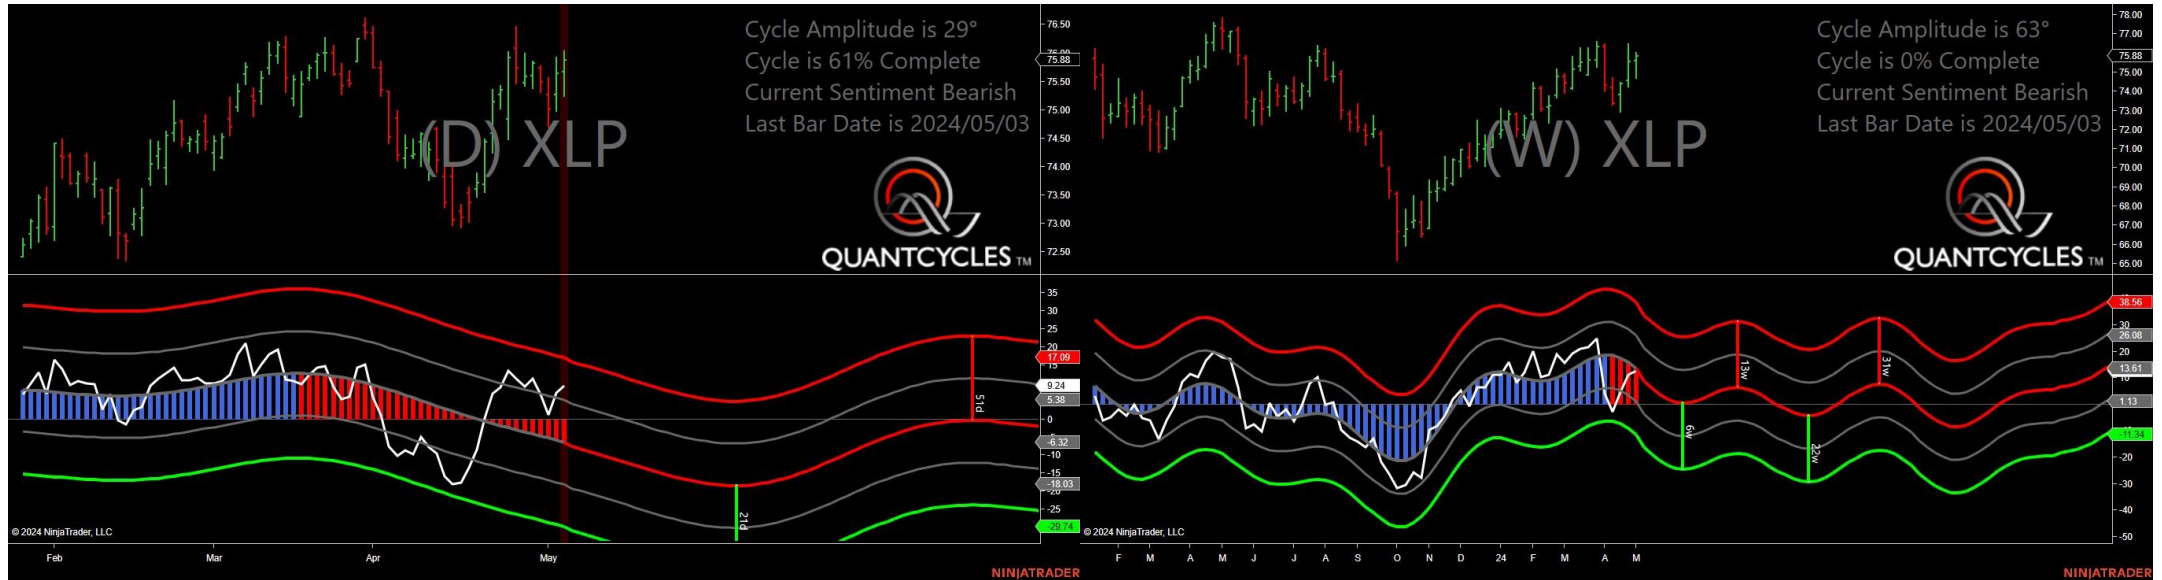 Cycle Amplitude is 29°
Cycle is 61% Complete
Current Sentiment Bearish
Last Bar Date is 2024/05/03
(D) XLP
QUANTCYCLES TM
76.50
76.00
75.88
75.50
75.00
74.50
74.00
73.50
73.00
72.50
35
30
25
20
17.09
15
9.24
5.38
0
-6.32
-10
-15
-18.03
-20
-25
-29.74
51d
21d
© 2024 NinjaTrader, LLC
Feb
Mar
Apr
May
NINJATRADER
Cycle Amplitude is 63°
Cycle is 0% Complete
Current Sentiment Bearish
Last Bar Date is 2024/05/03
(W) XLP
QUANTCYCLES TM
78.00
77.00
75.88
75.00
74.00
73.00
72.00
71.00
70.00
69.00
68.00
67.00
66.00
65.00
38.56
30
26.08
20
13.61
10
1.13
-11.34
-20
-30
-40
-50
13w
31w
6w
22w
© 2024 NinjaTrader, LLC
F
M
A
M
J
J
A
S
O
N
D
24
F
M
A
M
NINJATRADER